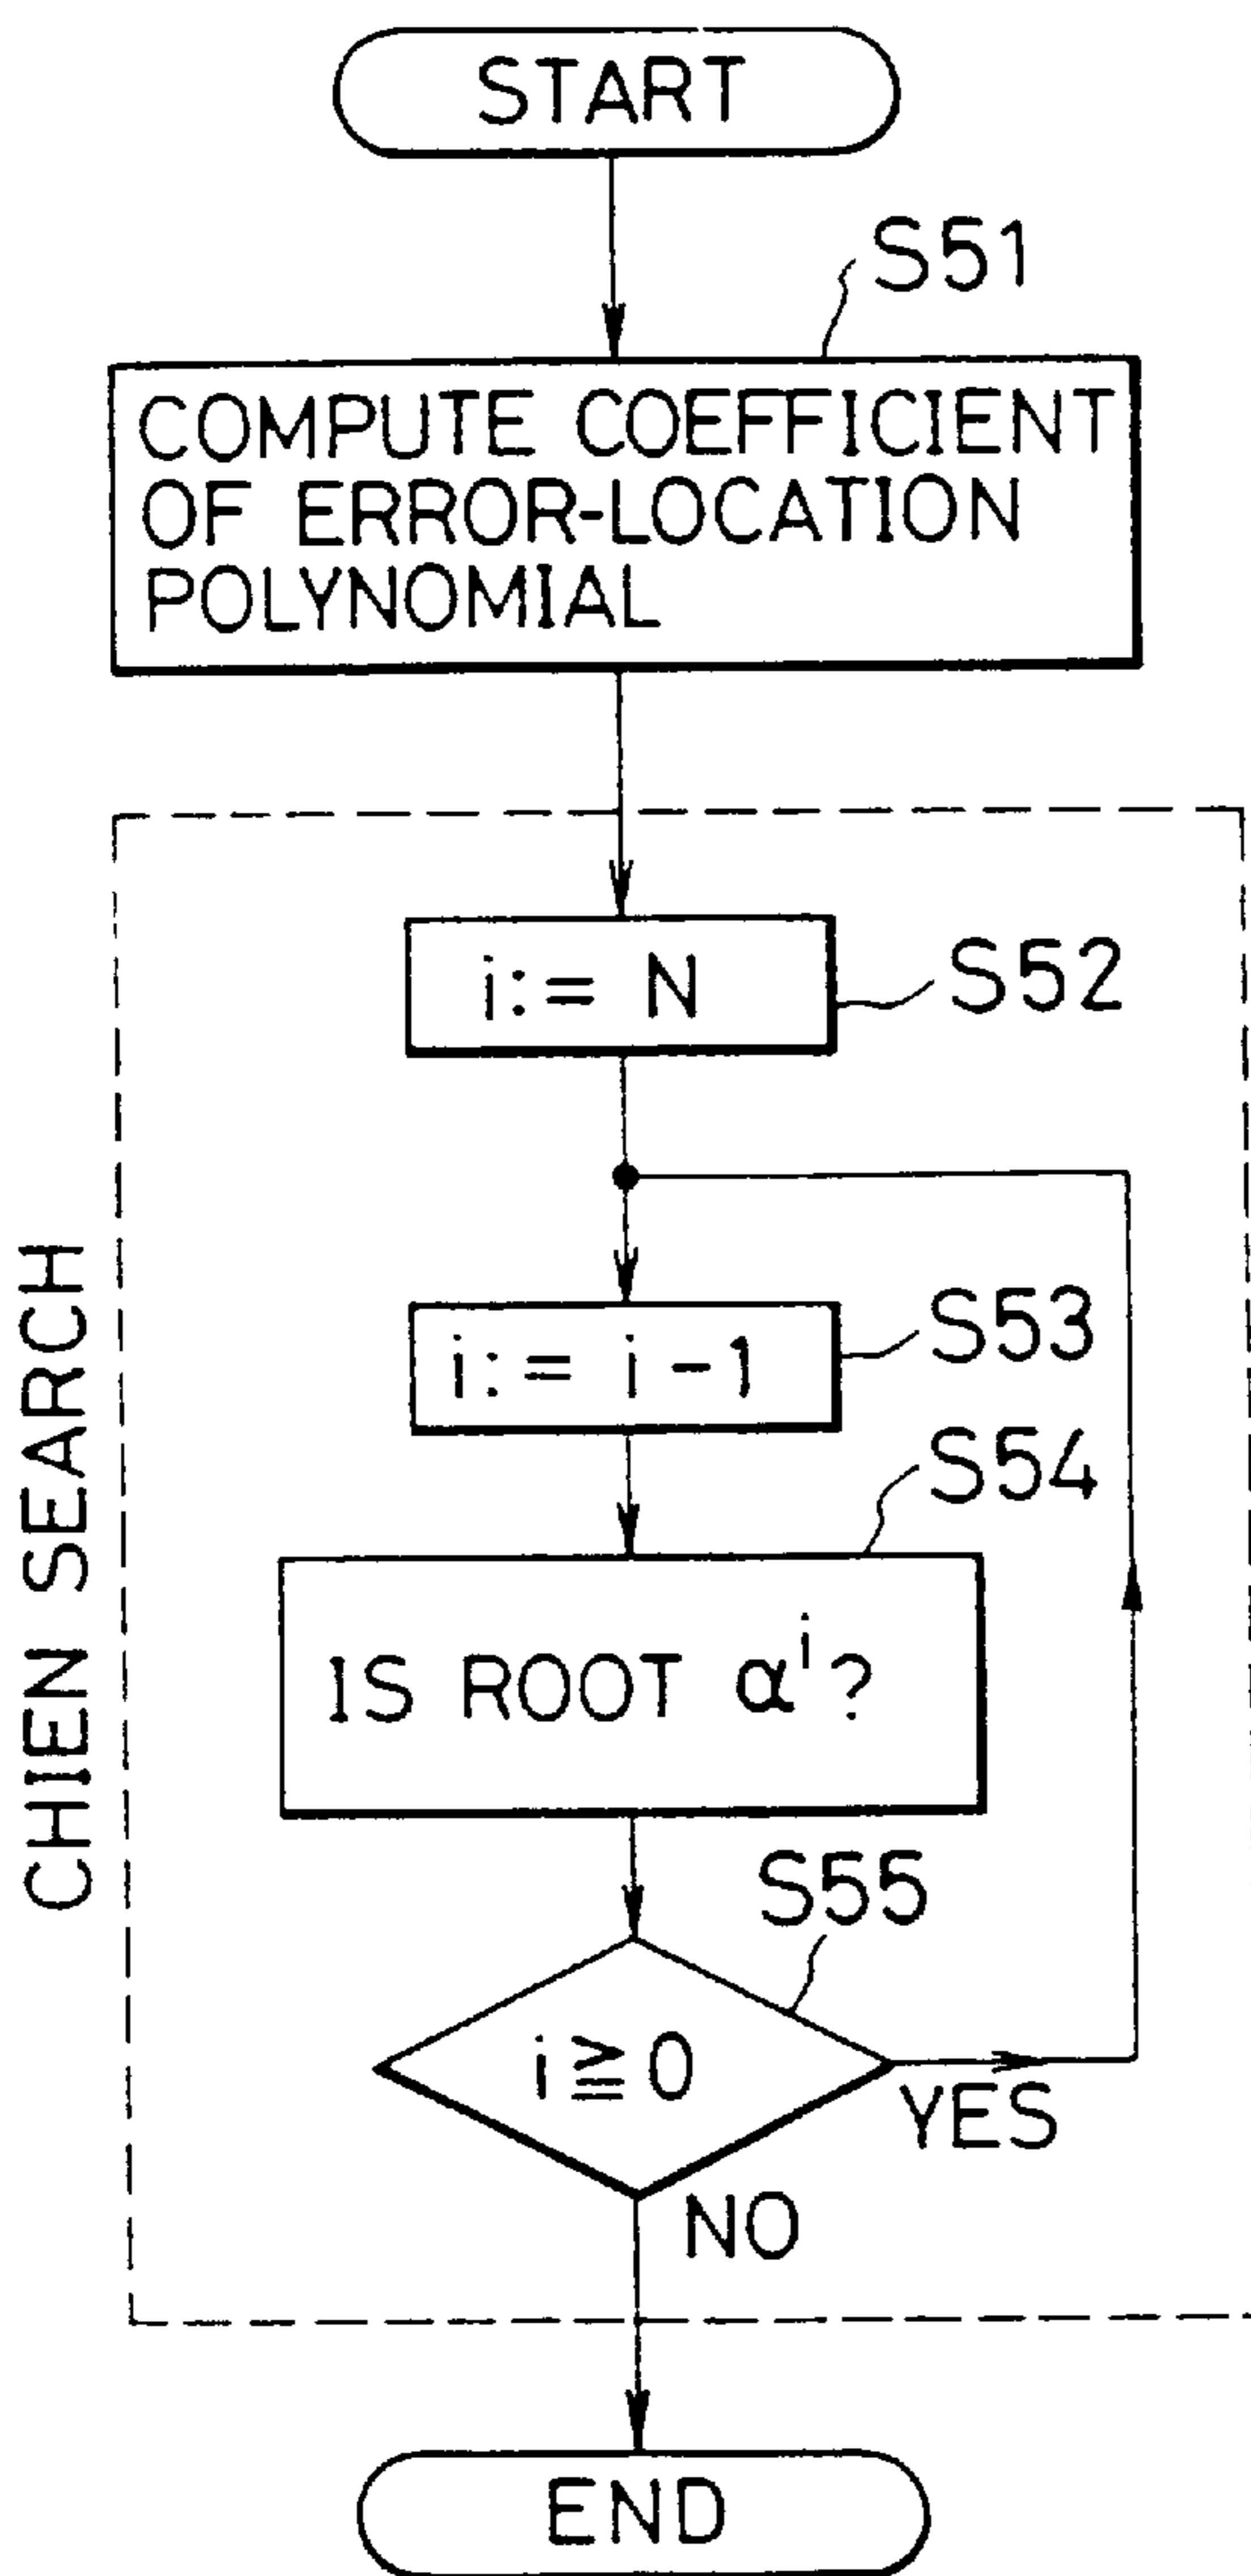 START
S51
COMPUTE COEFFICIENT
OF ERROR-LOCATION
POLYNOMIAL
CHIEN SEARCH
i:= N
S52
i:= i-1
S53
S54
IS ROOT α^i?
S55
i≧0
YES
NO
END